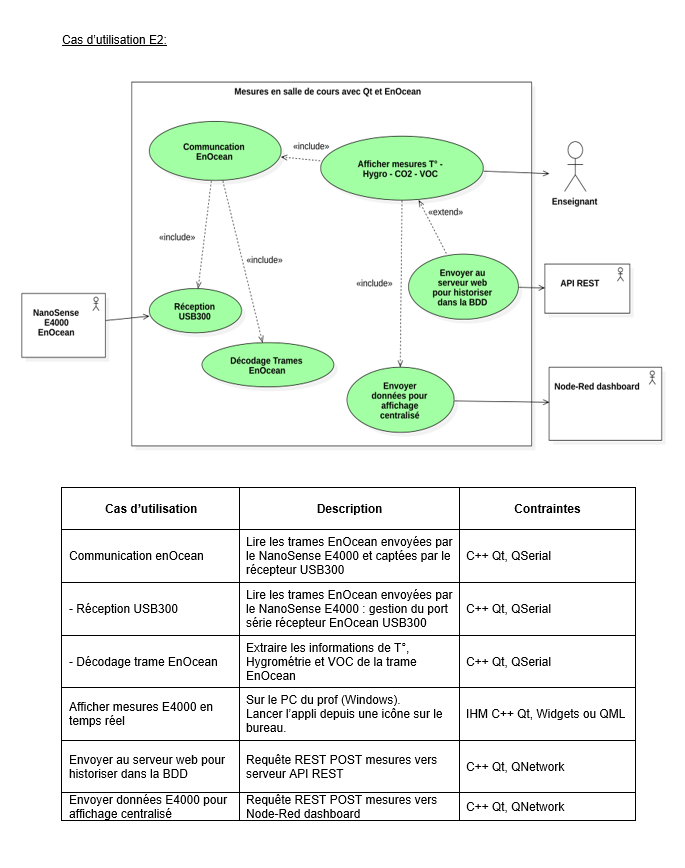 Cas d'utilisation E2:
Mesures en salle de cours avec Qt et EnOcean
Communcation
EnOcean
«include»
Afficher mesures T° -
Hygro - CO2 - VOC
Enseignant
«extend»
«include»
«include»
«include»
Envoyer au
serveur web
pour historiser
dans la BDD
API REST
NanoSense
E4000
EnOcean
Réception
USB300
Décodage Trames
EnOcean
Envoyer
données pour
affichage
centralisé
Node-Red dashboard
Cas d'utilisation
Description
Contraintes
Communication enOcean
Lire les trames EnOcean envoyées par
le NanoSense E4000 et captées par le
récepteur USB300
C++ Qt, QSerial
- Réception USB300
Lire les trames EnOcean envoyées par
le NanoSense E4000 : gestion du port
série récepteur EnOcean USB300
C++ Qt, QSerial
- Décodage trame EnOcean
Extraire les informations de T°,
Hygrométrie et VOC de la trame
EnOcean
C++ Qt, QSerial
Afficher mesures E4000 en
temps réel
Sur le PC du prof (Windows).
Lancer l'appli depuis une icône sur le
bureau.
IHM C++ Qt, Widgets ou QML
Envoyer au serveur web pour
historiser dans la BDD
Requête REST POST mesures vers
serveur API REST
C++ Qt, QNetwork
Envoyer données E4000 pour
affichage centralisé
Requête REST POST mesures vers
Node-Red dashboard
C++ Qt, QNetwork